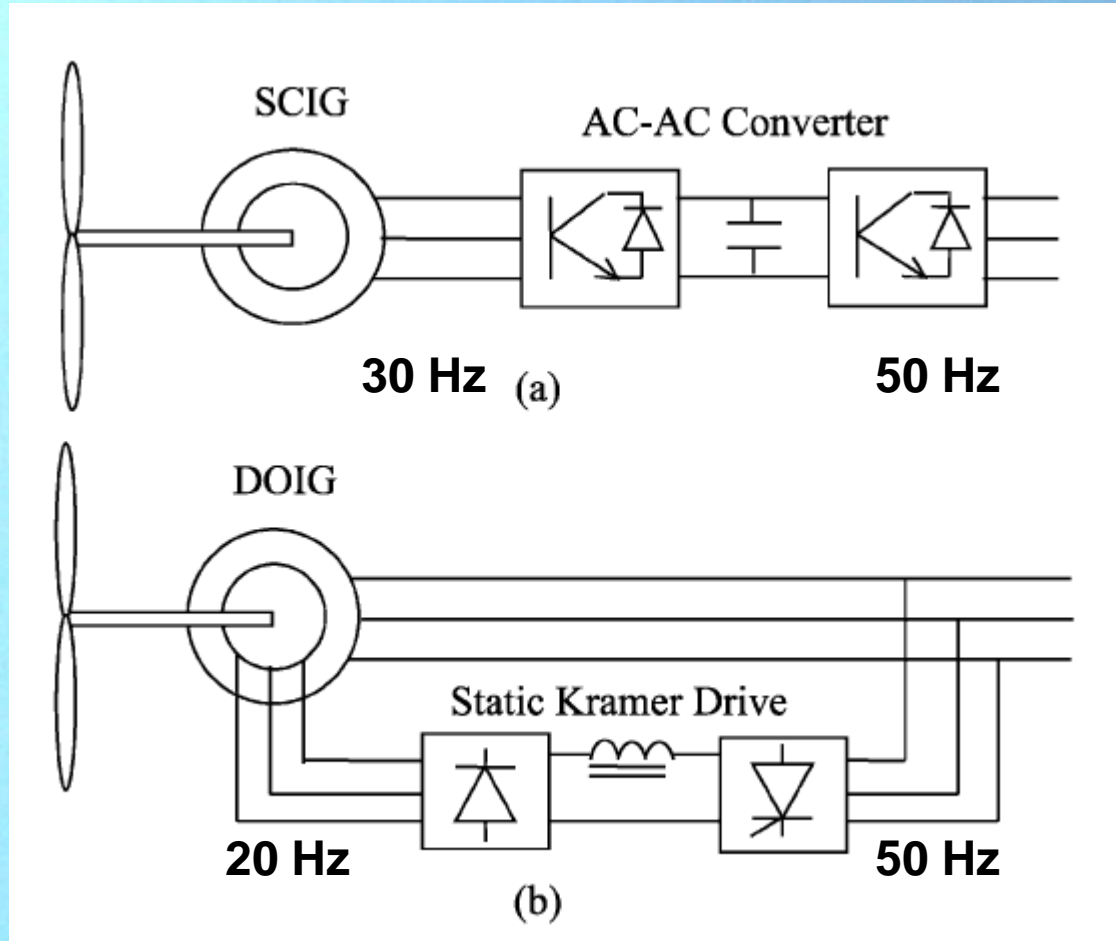 SCIG
AC-AC Converter
30 Hz (a) 50 Hz
DOIG
Static Kramer Drive
20 Hz 50 Hz
(b)